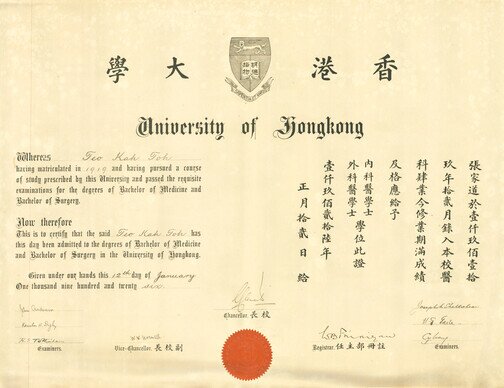 香港大學
明德格物
University of Hongkong
Whereas Teo Kah Toh
having matriculated in 1919 and having pursued a course
of study prescribed by this University and passed the requisite
examinations for the degrees of Bachelor of Medicine and
Bachelor of Surgery.
Now therefore
This is to certify that the said Teo Kah Toh has
this day been admitted to the degrees of Bachelor of Medicine
and Bachelor of Surgery in the University of Hongkong.
Given under our hands this 12th day of January
One thousand nine hundred and twenty six.
張家道於壹仟玖佰壹拾
玖年拾貳月錄入本校醫
科肄業今修業期滿成績
及格應給予
內科醫學士
外科醫學士 學位此證
壹仟玖佰貳拾陸年
正月拾貳日給
Chancellor. 長校
Examiners.
Vice-Chancellor. 長校副
Registrar. 任主部冊註
Examiners.